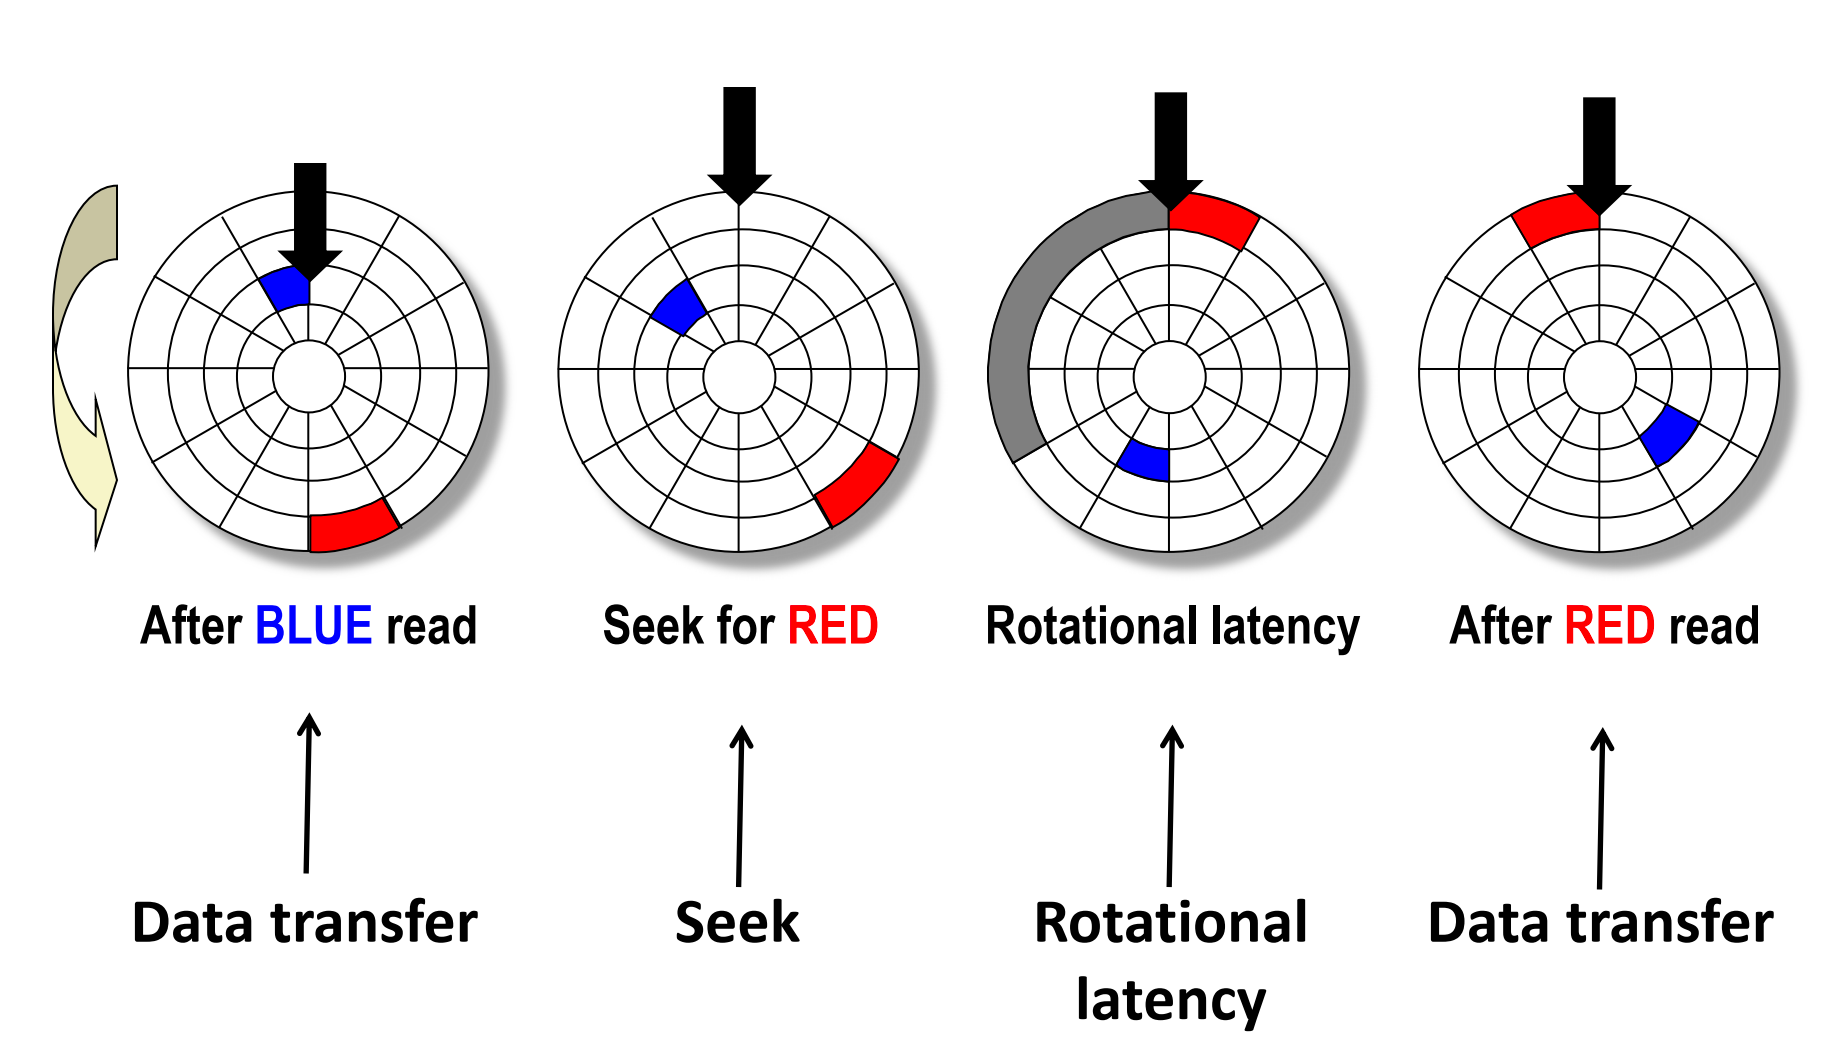 After BLUE read
Seek for RED
Rotational latency
After RED read
Data transfer
Seek
Rotational
latency
Data transfer